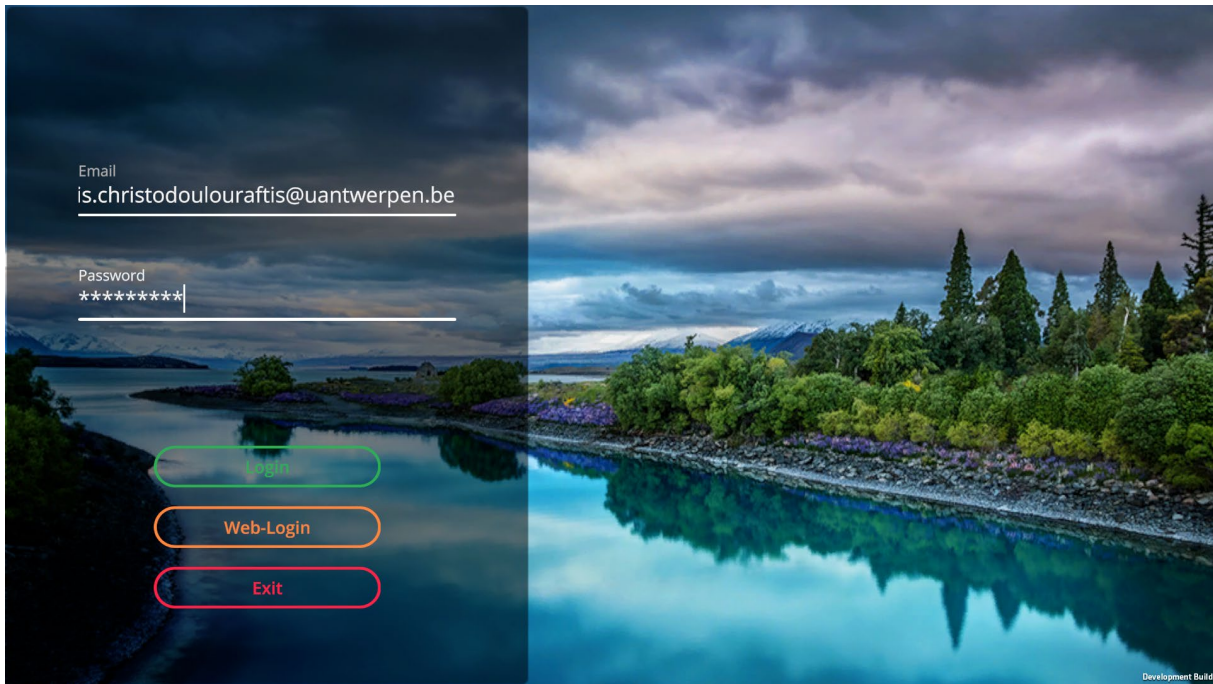 Email
is.christodoulouraftis@uantwerpen.be
Password
*********
Login
Web-Login
Exit
Development Build